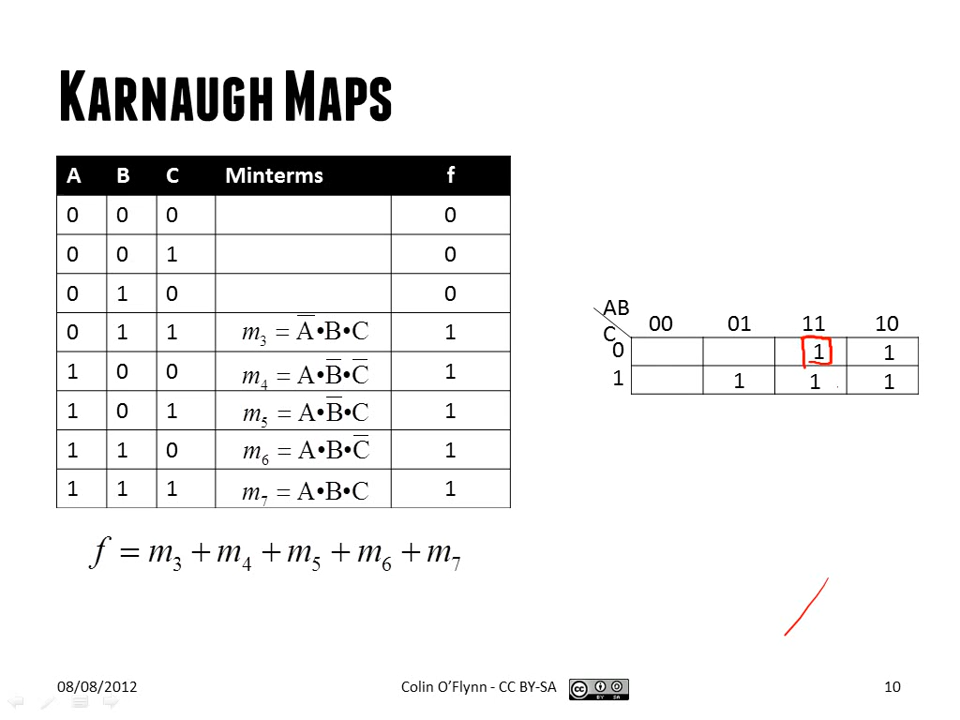 KARNAUGH MAPS
A B C Minterms f
0 0 0 0
0 0 1 0
0 1 0 0
0 1 1 m₃ = A̅•B•C 1
1 0 0 m₄ = A•B̅•C̅ 1
1 0 1 m₅ = A•B̅•C 1
1 1 0 m₆ = A•B•C̅ 1
1 1 1 m₇ = A•B•C 1
f = m₃ + m₄ + m₅ + m₆ + m₇
AB
C 00 01 11 10
0 1 1
1 1 1 1
08/08/2012 Colin O’Flynn - CC BY-SA cc BY SA 10